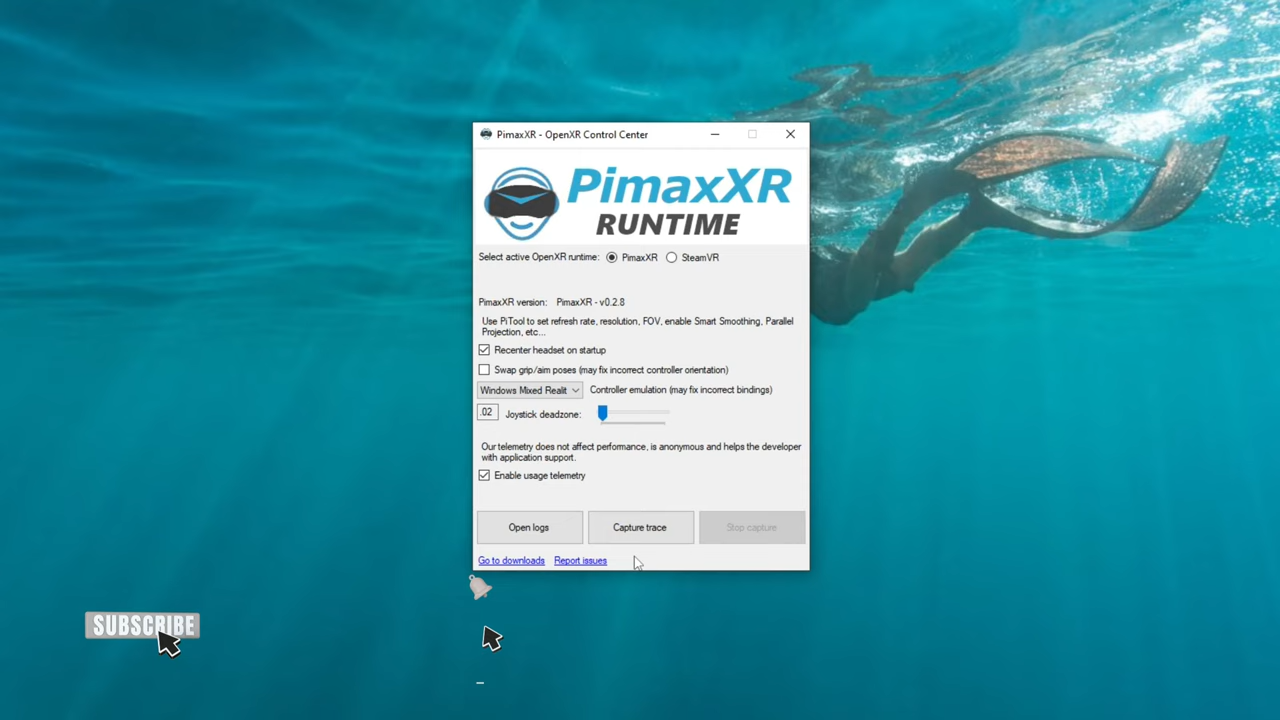 PimaxXR - OpenXR Control Center
PimaxXR
RUNTIME
Select active OpenXR runtime: PimaxXR SteamVR
PimaxXR version: PimaxXR - v0.2.8
Use PiTool to set refresh rate, resolution, FOV, enable Smart Smoothing, Parallel
Projection, etc...
Recenter headset on startup
Swap grip/aim poses (may fix incorrect controller orientation)
Windows Mixed Realit Controller emulation (may fix incorrect bindings)
.02 Joystick deadzone:
Our telemetry does not affect performance, is anonymous and helps the developer
with application support.
Enable usage telemetry
Open logs Capture trace Stop capture
Go to downloads Report issues
SUBSCRIBE